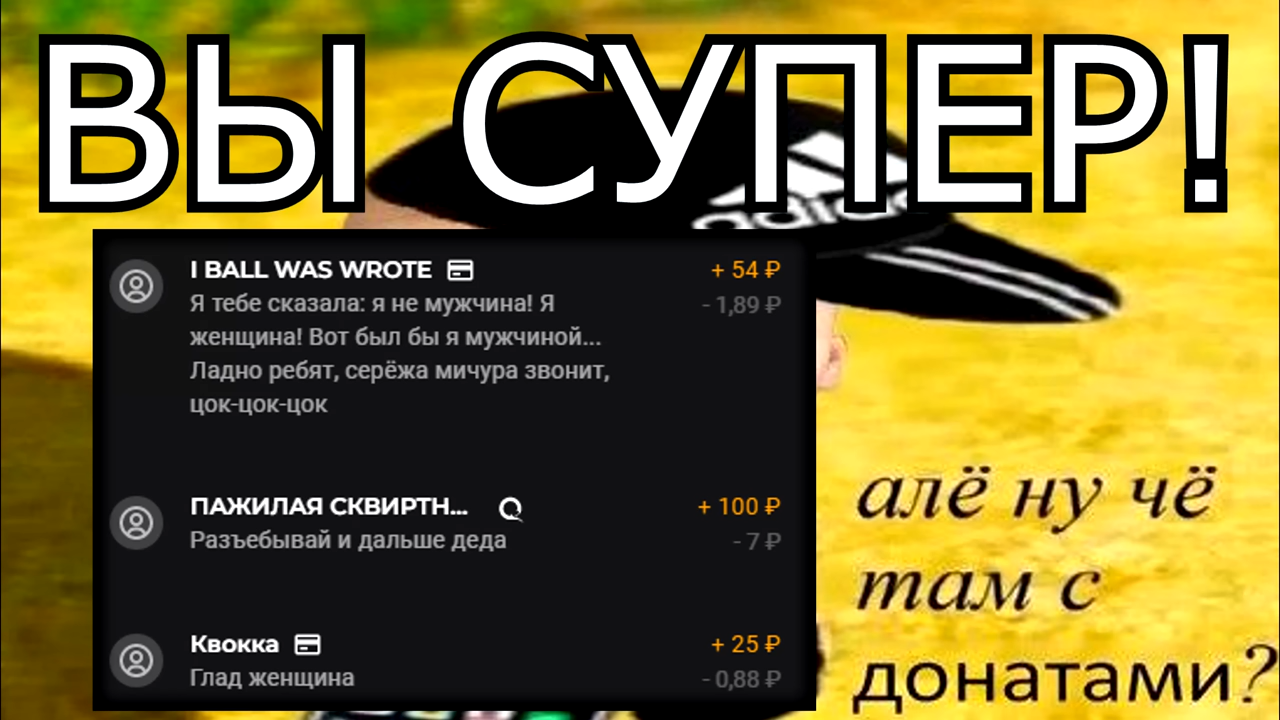 ВЫ СУПЕР!
adidas
I BALL WAS WROTE
+ 54 ₽
Я тебе сказала: я не мужчина! Я
- 1,89 ₽
женщина! Вот был бы я мужчиной...
Ладно ребят, серёжа мичура звонит,
цок-цок-цок
ПАЖИЛАЯ СКВИРТН...
+ 100 ₽
Разъебывай и дальше деда
- 7 ₽
Квокка
+ 25 ₽
Глад женщина
- 0,88 ₽
алё ну чё
там с
донатами?